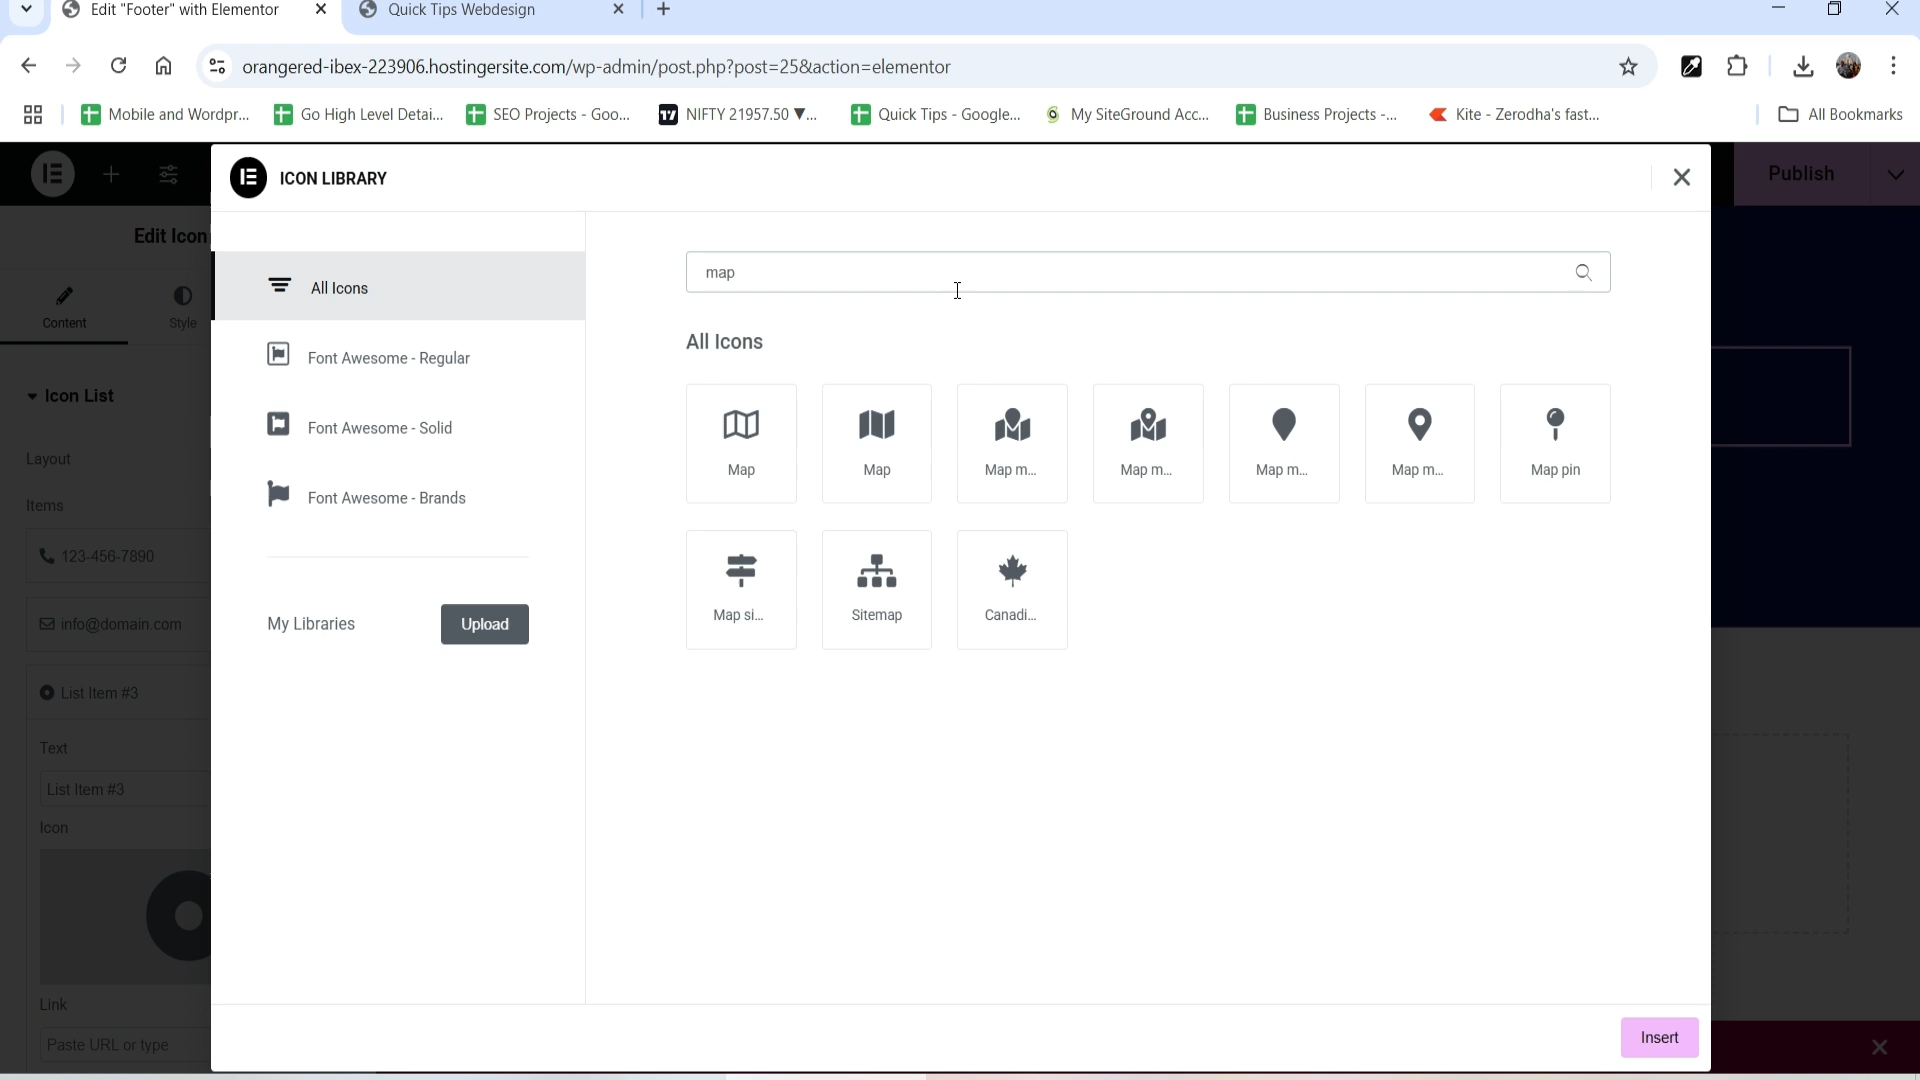 Edit "Footer" with Elementor
Quick Tips Webdesign
orangered-ibex-223906.hostingersite.com/wp-admin/post.php?post=25&action=elementor
Mobile and Wordpr...
Go High Level Detai...
SEO Projects - Goo...
NIFTY 21957.50 ▼...
Quick Tips - Google...
My SiteGround Acc...
Business Projects -...
Kite - Zerodha's fast...
All Bookmarks
ICON LIBRARY
Publish
Edit Icon
Content
Style
Icon List
Layout
Items
123-456-7890
info@domain.com
List Item #3
Text
List Item #3
Icon
Link
Paste URL or type
All Icons
Font Awesome - Regular
Font Awesome - Solid
Font Awesome - Brands
My Libraries
Upload
map
All Icons
Map
Map
Map m...
Map m...
Map m...
Map m...
Map pin
Map si...
Sitemap
Canadi...
Insert